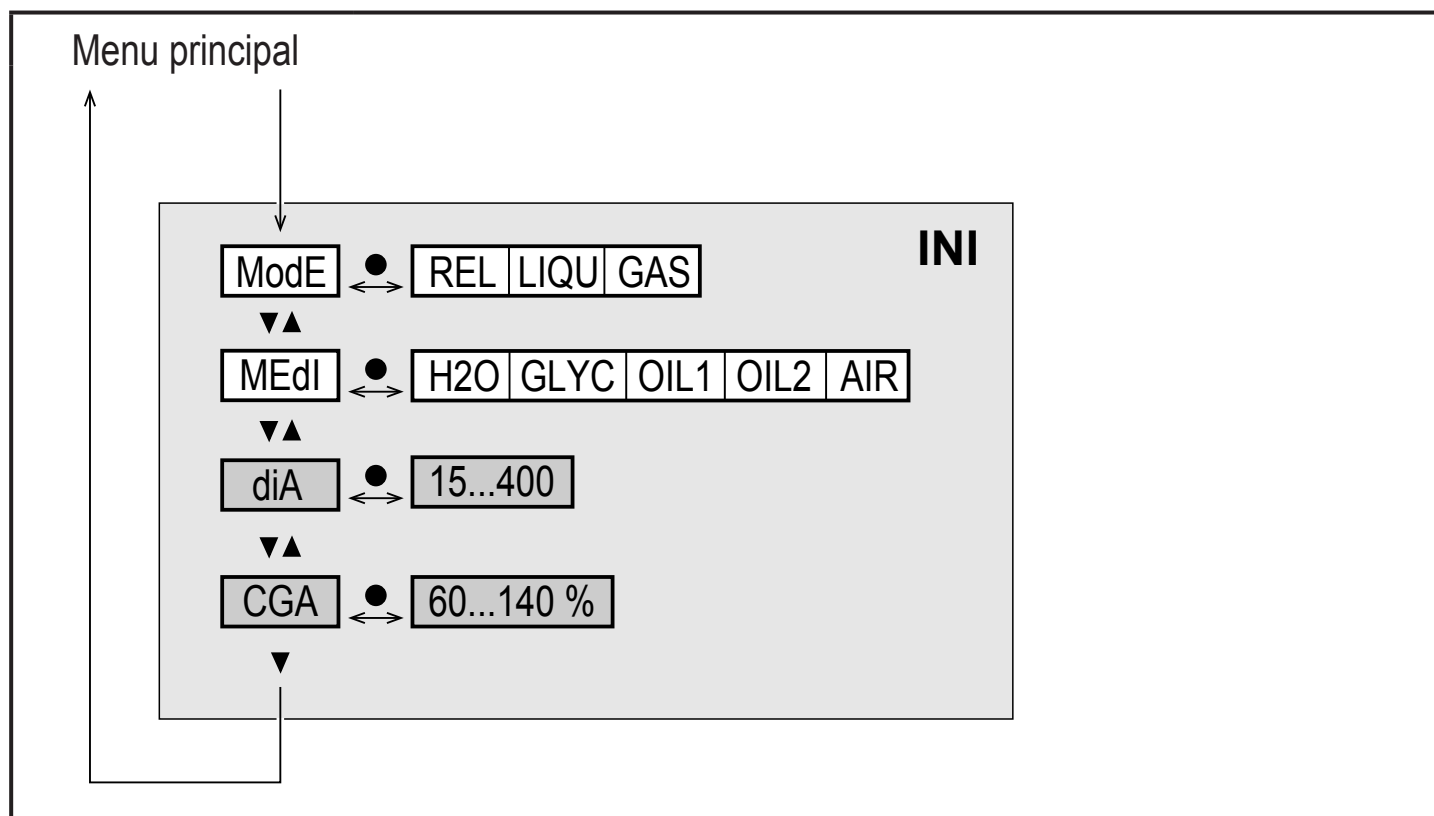 Menu principal
INI
ModE REL LIQU GAS
MEdI H2O GLYC OIL1 OIL2 AIR
diA 15...400
CGA 60...140 %